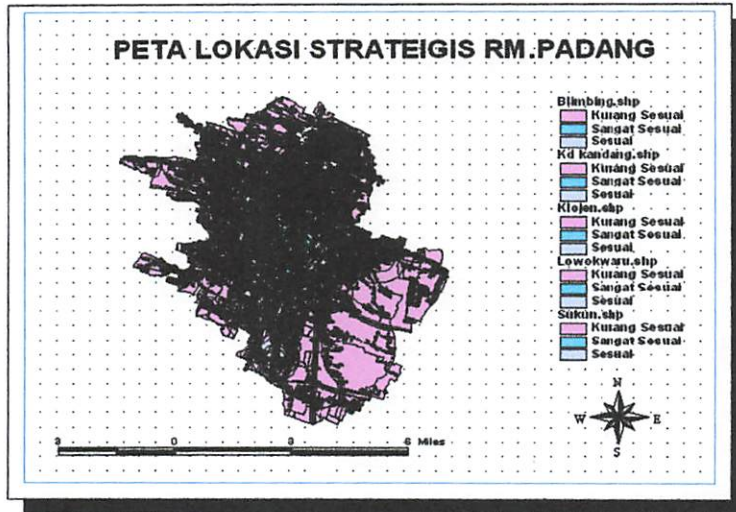 PETA LOKASI STRATEIGIS RM.PADANG
Blimbing.shp
Kurang Sesuai
Sangat Sesuai
Sesuai
Kd kandang.shp
Kurang Sesuai
Sangat Sesuai
Sesuai
Klojen.shp
Kurang Sesuai
Sangat Sesuai
Sesuai
Lowokwaru.shp
Kurang Sesuai
Sangat Sesuai
Sesuai
Sukun.shp
Kurang Sesuai
Sangat Sesuai
Sesuai
N
W E
S
3 0 3 6 Miles